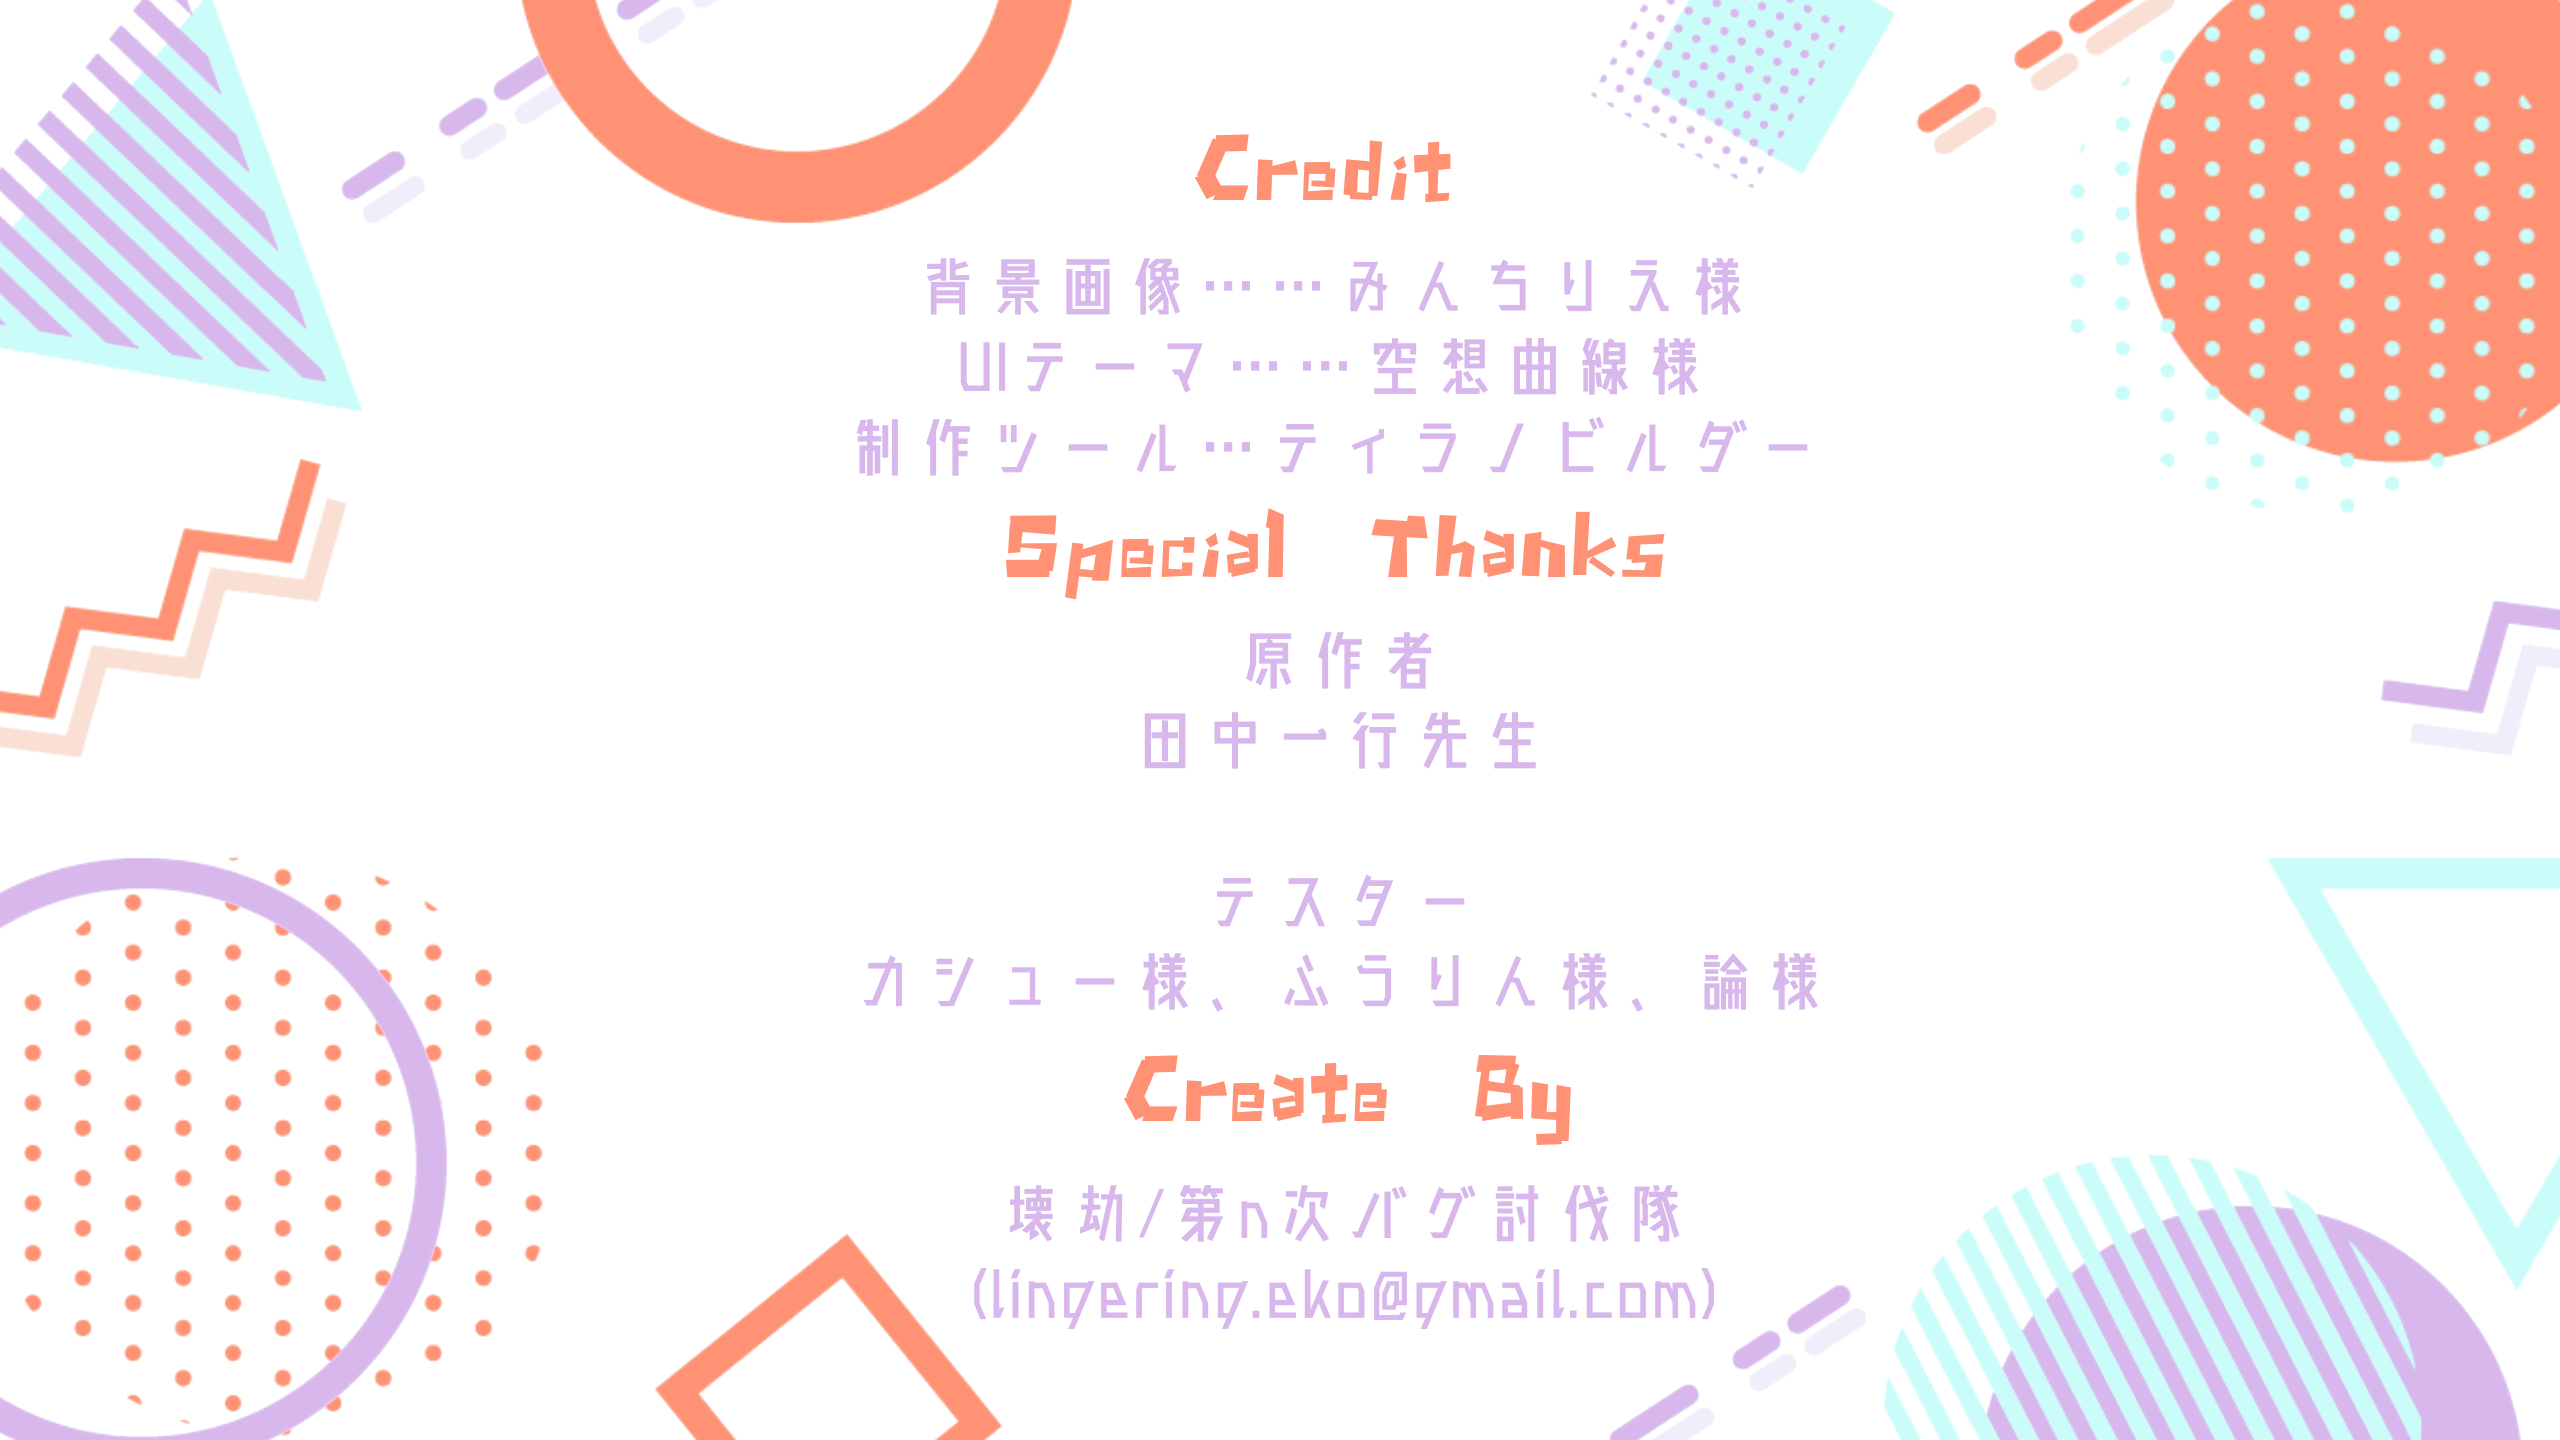 Credit
背景画像……みんちりえ様
UIテーマ……空想曲線様
制作ツール…ティラノビルダー
Special Thanks
原作者
田中一行先生
テスター
カシュー様、ふうりん様、論様
Create By
壊劫/第n次バグ討伐隊
(lingering.eko@gmail.com)